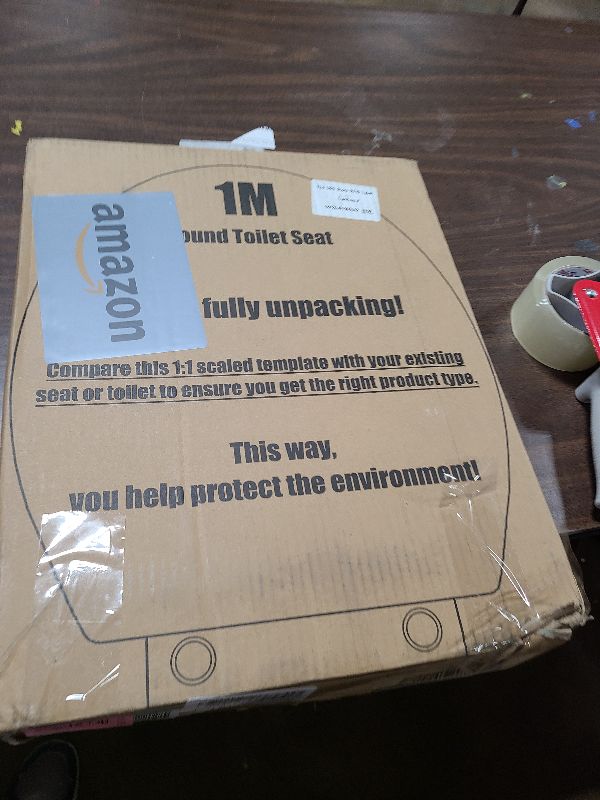 1M
ound Toilet Seat
amazon
fully unpacking!
Compare this 1:1 scaled template with your existing
seat or toilet to ensure you get the right product type.
This way,
you help protect the environment!